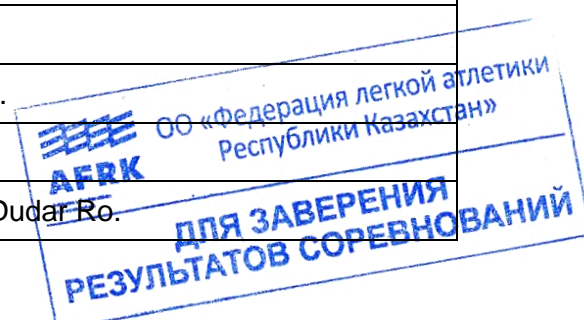 ОО «Федерация легкой атлетики
Республики Казахстан»
AFRK
Dudar Ro.
ДЛЯ ЗАВЕРЕНИЯ
РЕЗУЛЬТАТОВ СОРЕВНОВАНИЙ